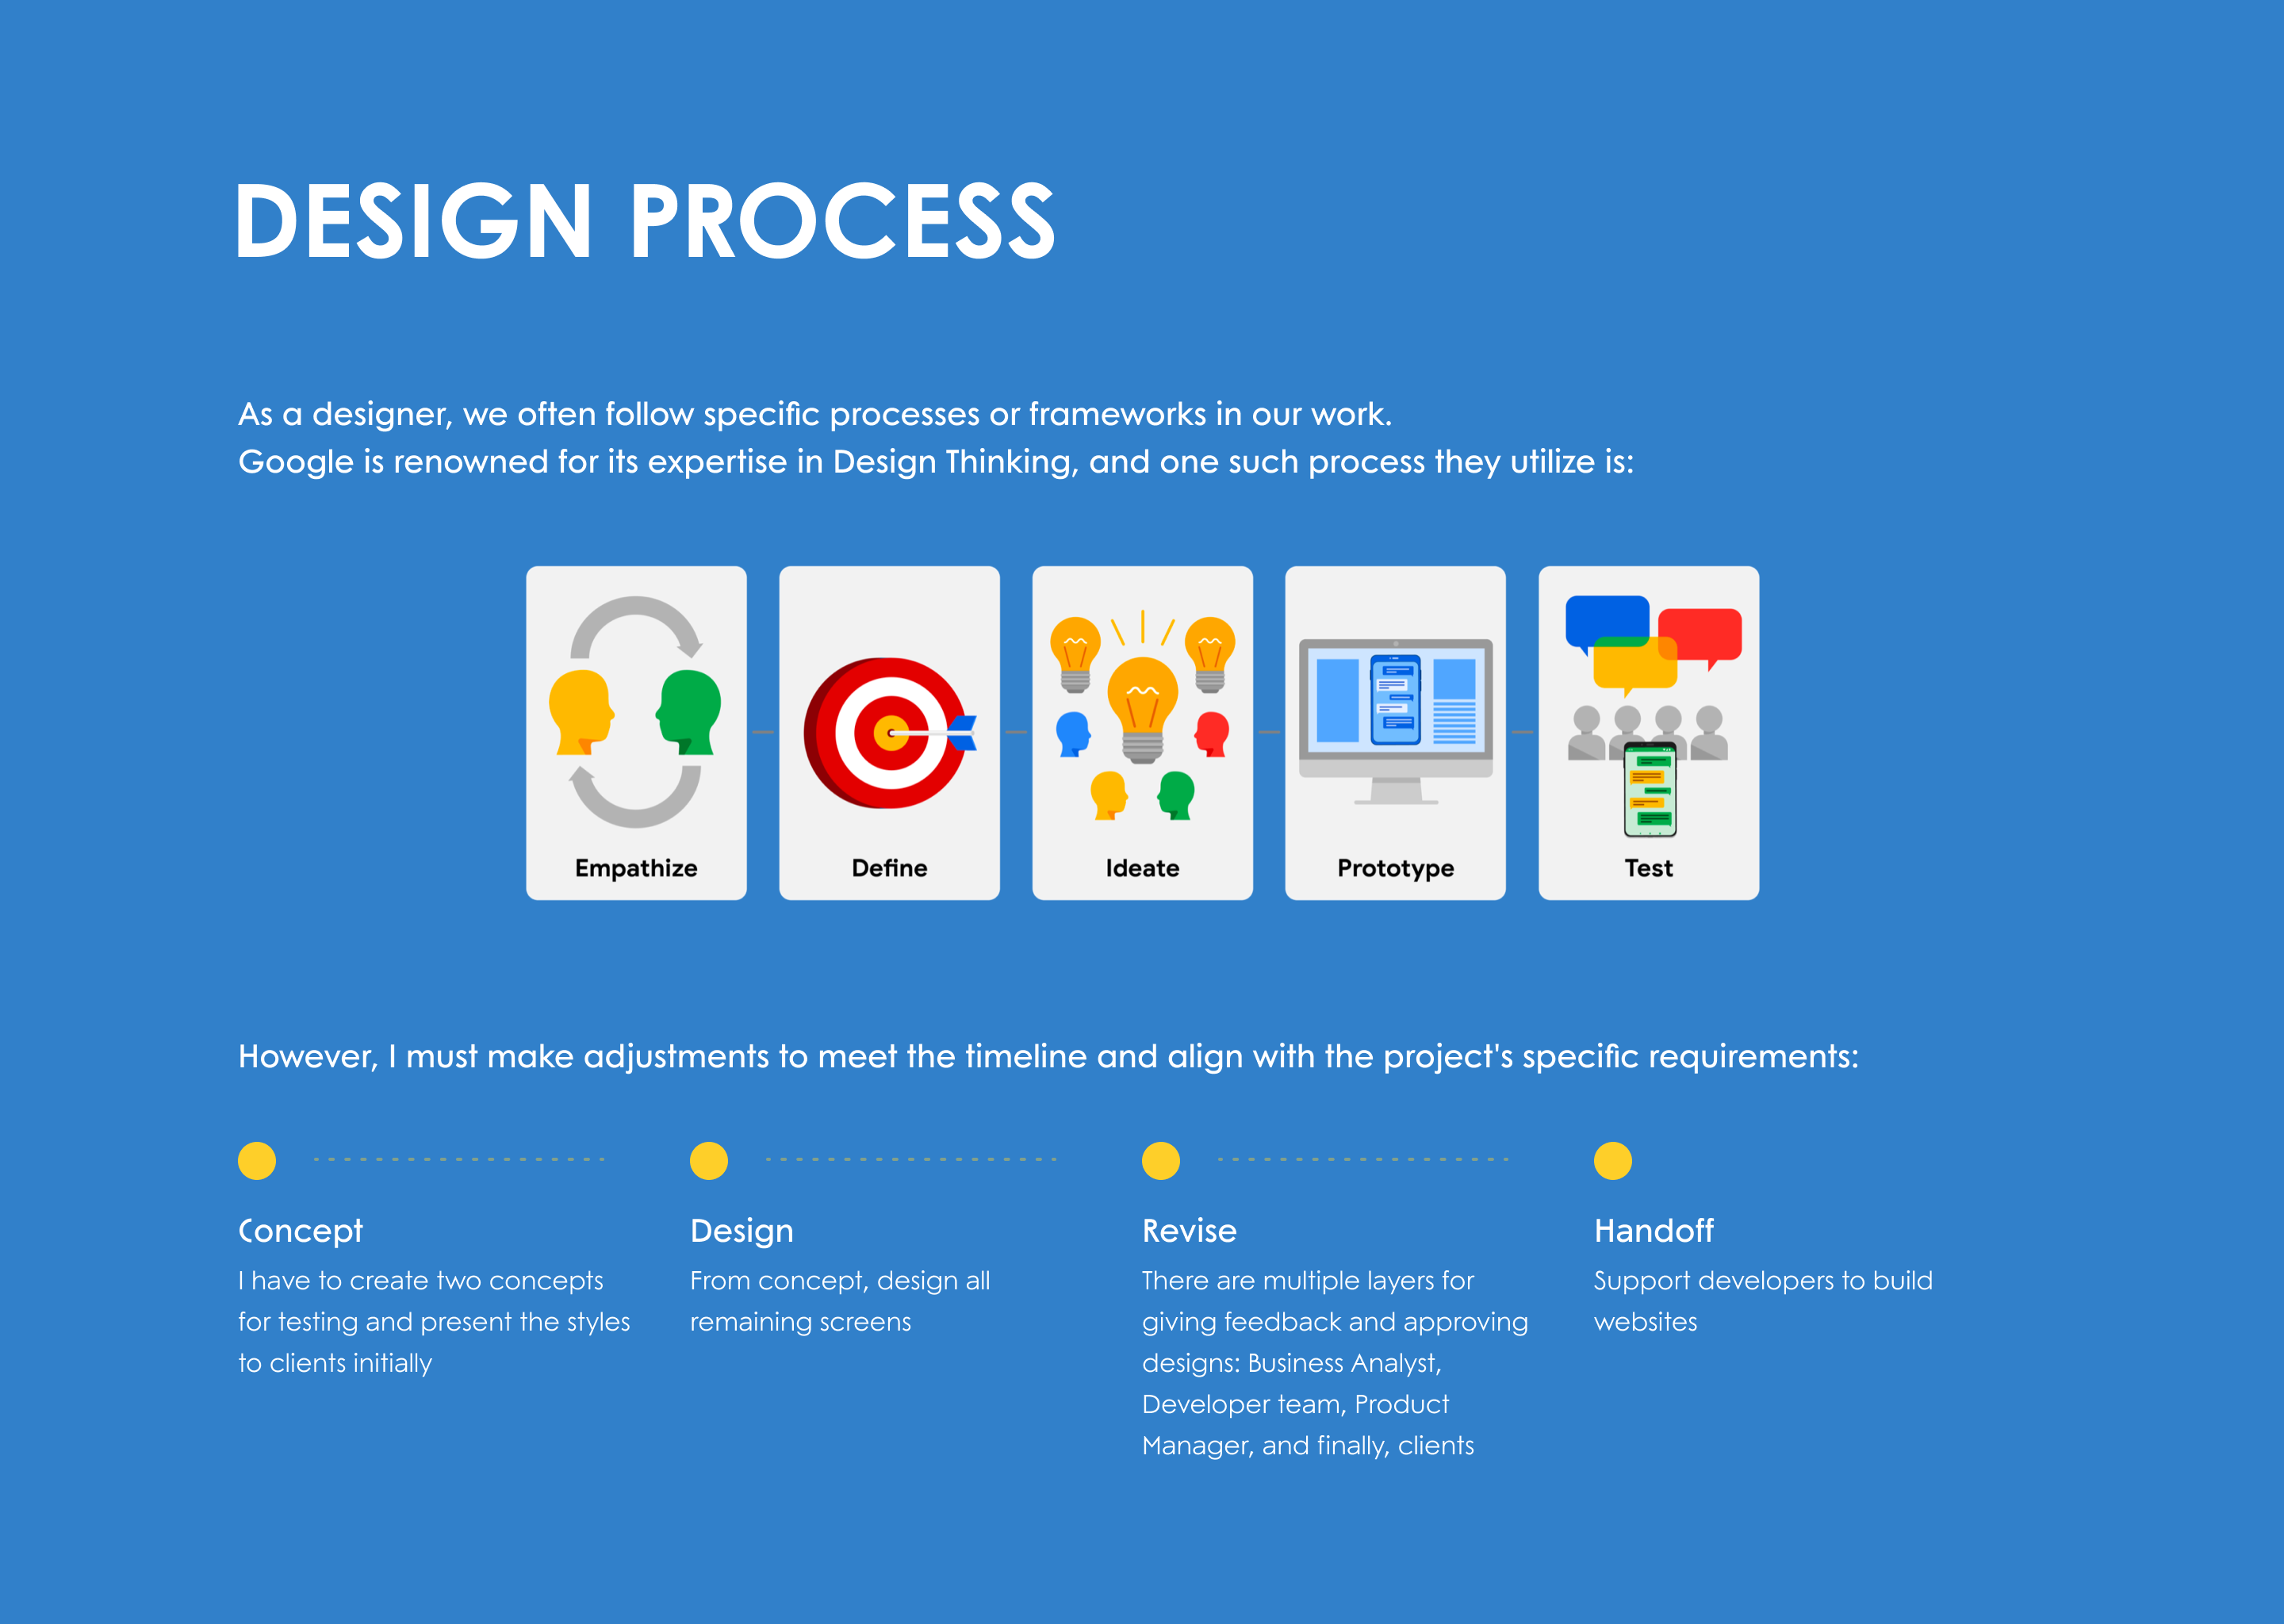 DESIGN PROCESS
As a designer, we often follow specific processes or frameworks in our work.
Google is renowned for its expertise in Design Thinking, and one such process they utilize is:
Empathize
Define
Ideate
Prototype
Test
However, I must make adjustments to meet the timeline and align with the project's specific requirements:
Concept
I have to create two concepts
for testing and present the styles
to clients initially
Design
From concept, design all
remaining screens
Revise
There are multiple layers for
giving feedback and approving
designs: Business Analyst,
Developer team, Product
Manager, and finally, clients
Handoff
Support developers to build
websites